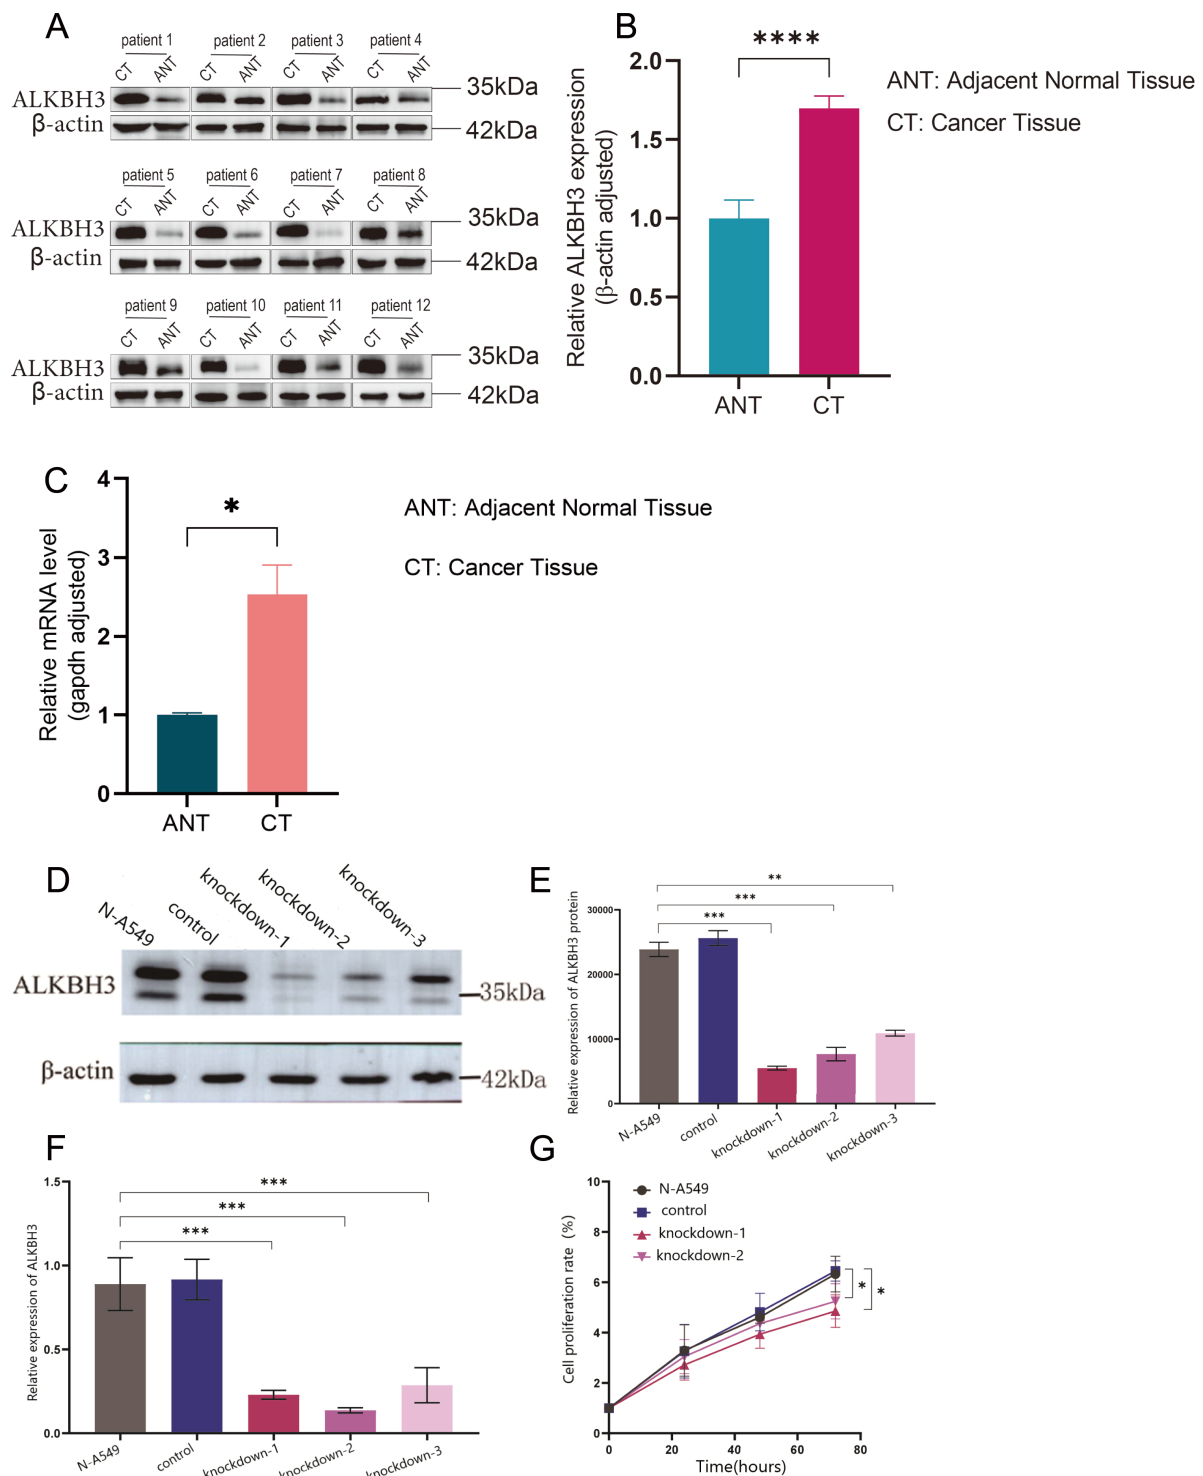 A
patient 1 patient 2 patient 3 patient 4
CT ANT CT ANT CT ANT CT ANT
ALKBH3 35kDa
β-actin 42kDa
patient 5 patient 6 patient 7 patient 8
CT ANT CT ANT CT ANT CT ANT
ALKBH3 35kDa
β-actin 42kDa
patient 9 patient 10 patient 11 patient 12
CT ANT CT ANT CT ANT CT ANT
ALKBH3 35kDa
β-actin 42kDa
B
****
Relative ALKBH3 expression
(β-actin adjusted)
2.0
1.5
1.0
0.5
0.0
ANT CT
ANT: Adjacent Normal Tissue
CT: Cancer Tissue
C
*
Relative mRNA level
(gapdh adjusted)
4
3
2
1
0
ANT CT
ANT: Adjacent Normal Tissue
CT: Cancer Tissue
D
N-A549 control knockdown-1 knockdown-2 knockdown-3
ALKBH3 35kDa
β-actin 42kDa
E
**
***
***
Relative expression of ALKBH3 protein
30000
20000
10000
0
N-A549 control knockdown-1 knockdown-2 knockdown-3
F
***
***
***
Relative expression of ALKBH3
1.5
1.0
0.5
0.0
N-A549 control knockdown-1 knockdown-2 knockdown-3
G
N-A549
control
knockdown-1
knockdown-2
* *
Cell proliferation rate (%)
10
8
6
4
2
0
0 20 40 60 80
Time(hours)